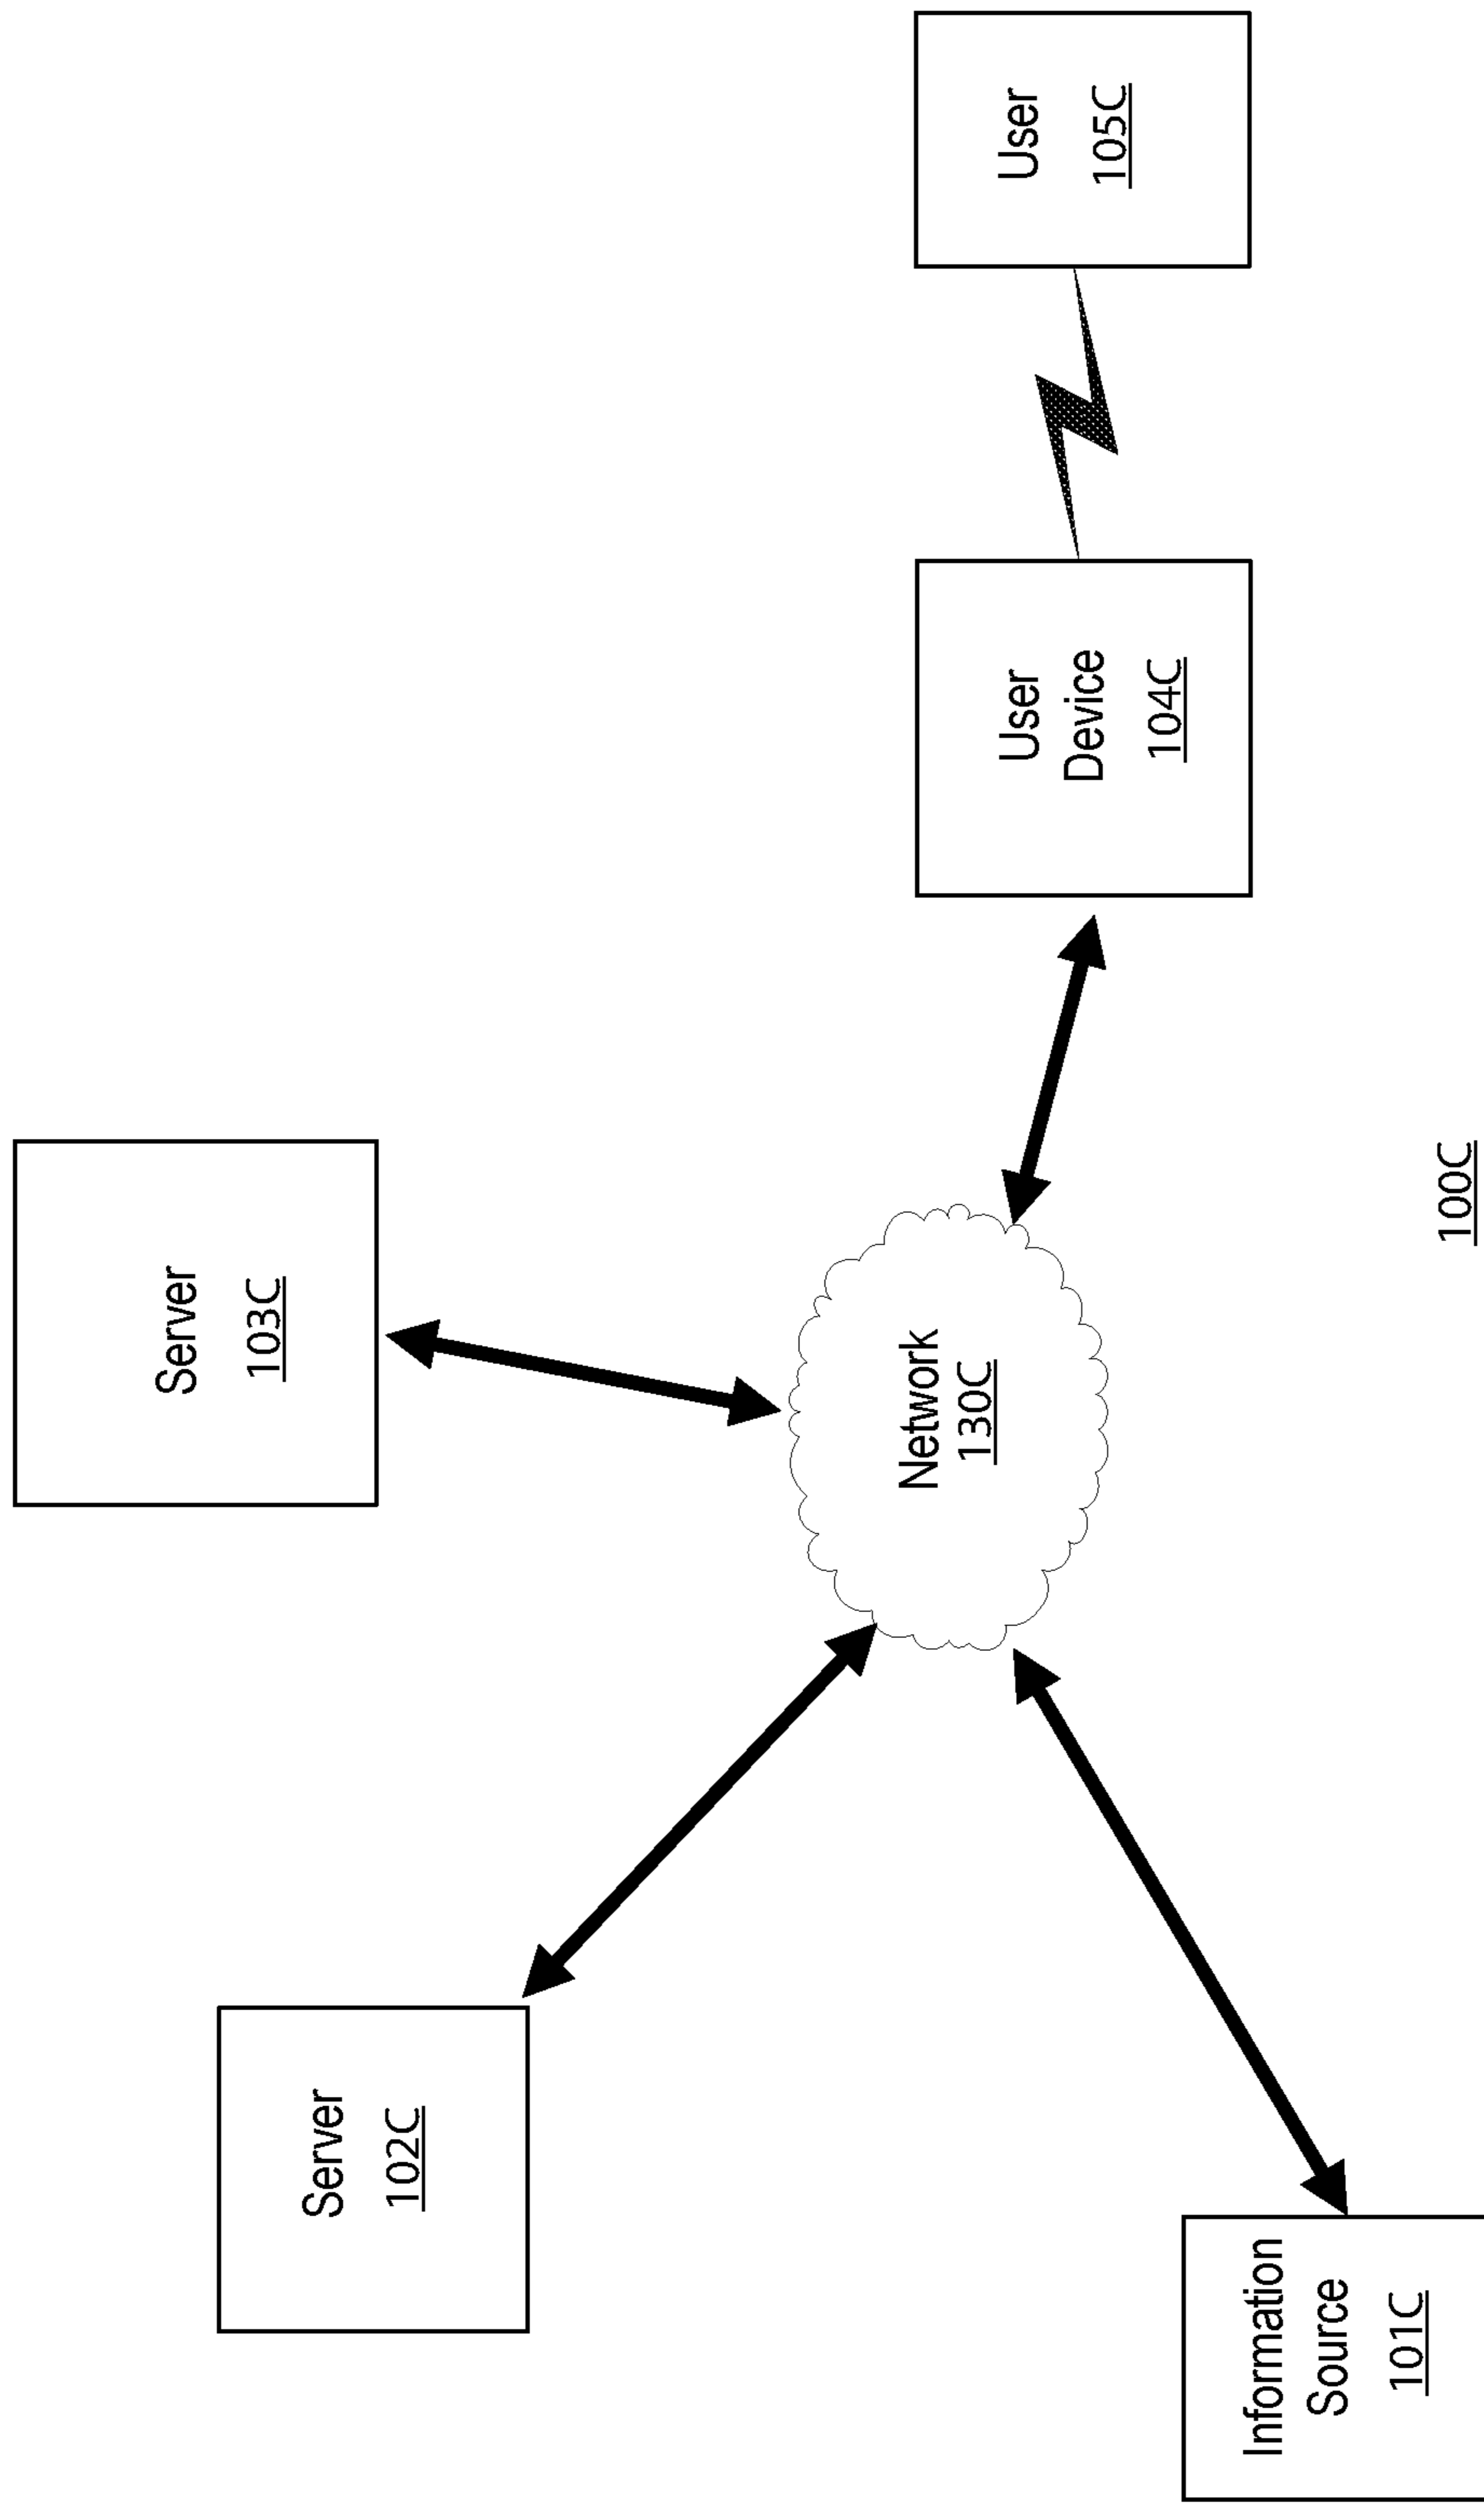 Server
103C
Server
102C
Network
130C
User
Device
104C
User
105C
Information
Source
101C
100C